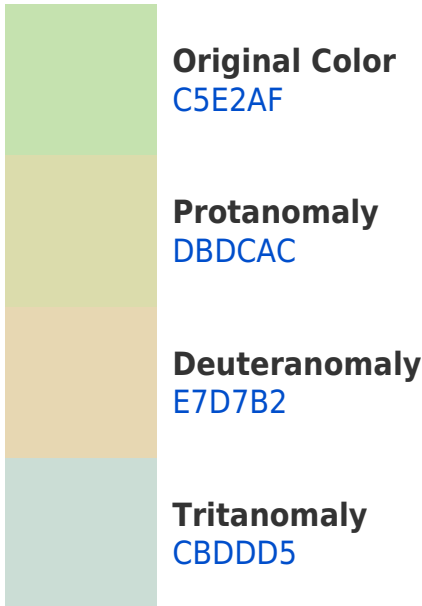 Original Color
C5E2AF
Protanomaly
DBDCAC
Deuteranomaly
E7D7B2
Tritanomaly
CBDDD5